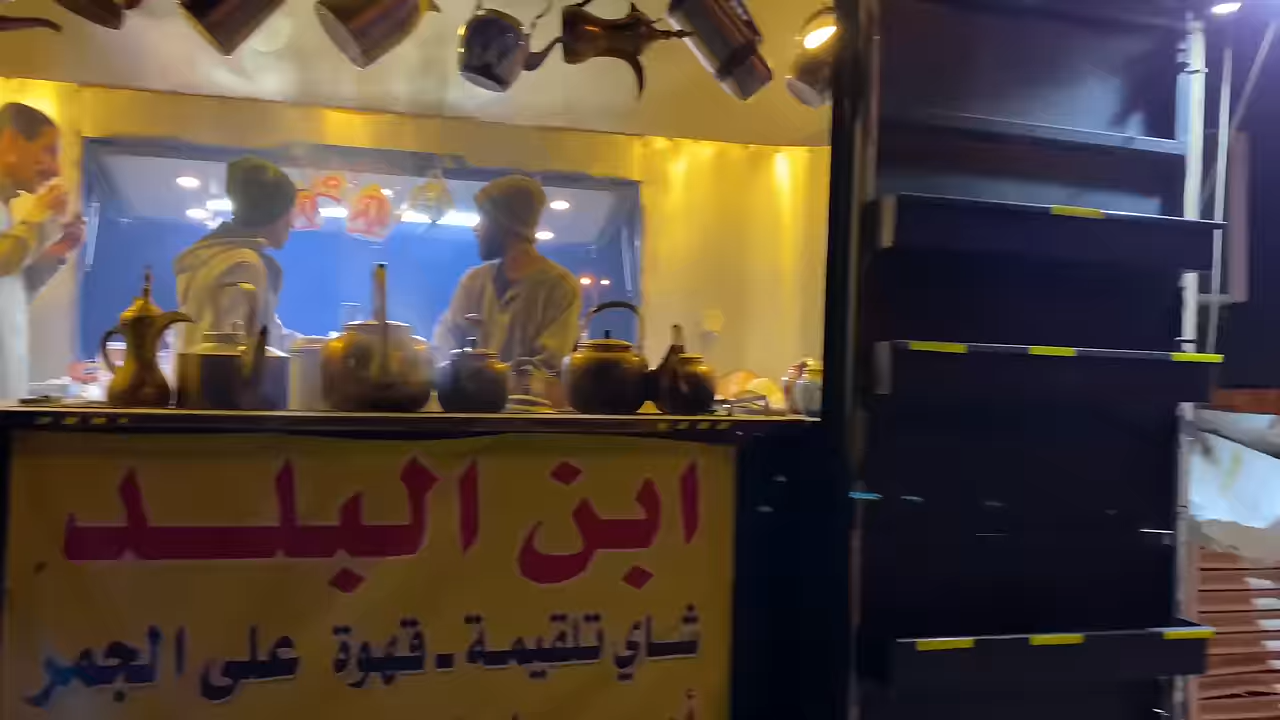 ابن البلد
شاي تلقيمة - قهوة على الجمر